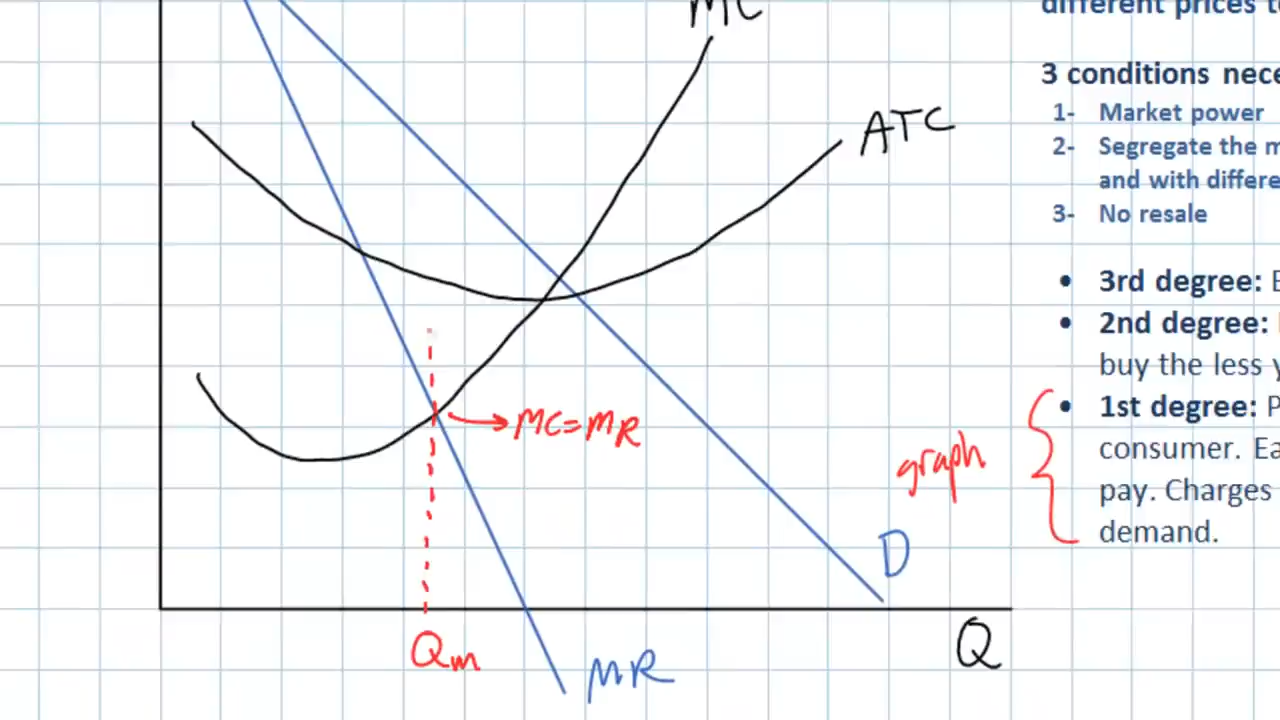 different prices t
MC
3 conditions nece
1- Market power
2- Segregate the m
and with differe
3- No resale
ATC
3rd degree: E
2nd degree:
buy the less y
1st degree: P
consumer. Ea
pay. Charges
demand.
MC=MR
graph
D
Qm
MR
Q